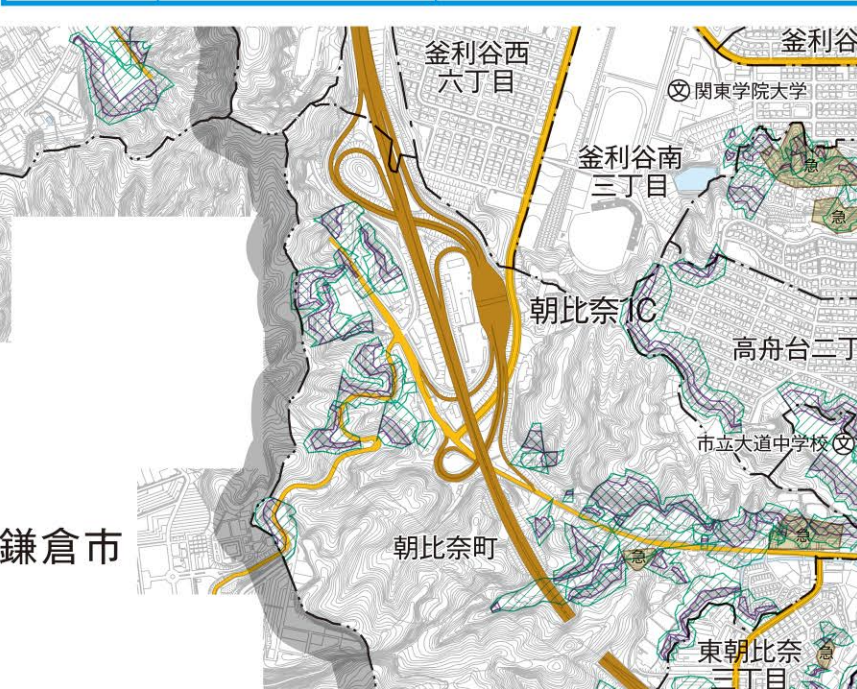 釜利谷西
六丁目
釜利谷
関東学院大学
文
釜利谷南
三丁目
急
急
朝比奈IC
高舟台二丁
市立大道中学校
文
鎌倉市
朝比奈町
急
急
東朝比奈
三丁目
急